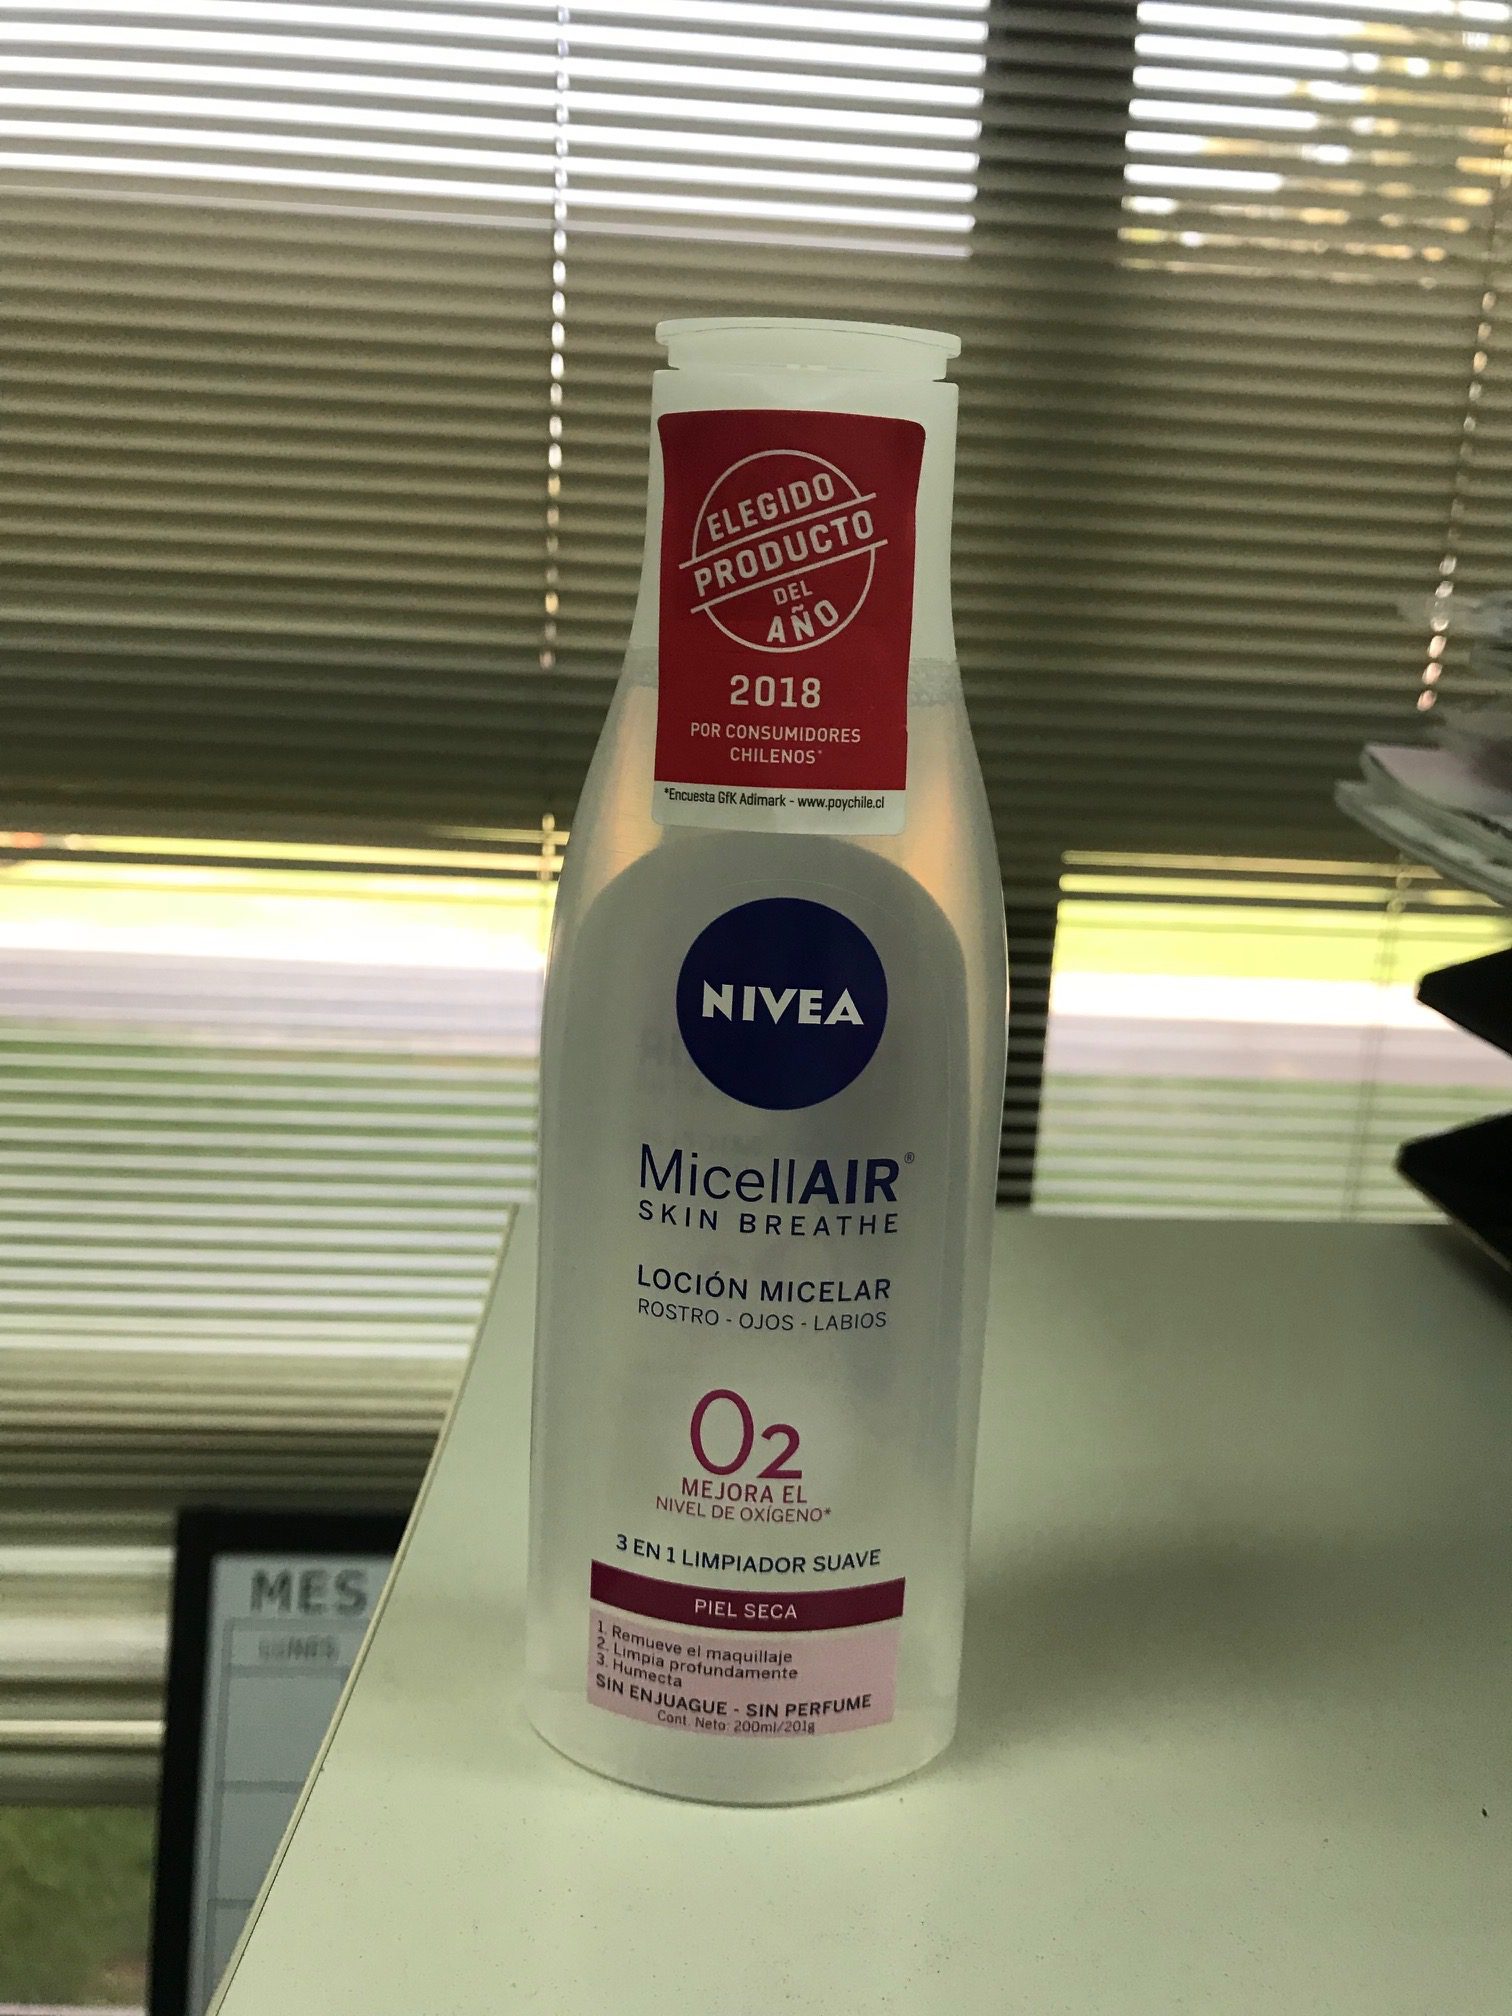 ELEGIDO
PRODUCTO
DEL
AÑO
2018
POR CONSUMIDORES
CHILENOS*
*Encuesta GfK Adimark - www.poychile.cl
NIVEA
MicellAIR®
SKIN BREATHE
LOCIÓN MICELAR
ROSTRO - OJOS - LABIOS
O2
MEJORA EL
NIVEL DE OXÍGENO*
3 EN 1 LIMPIADOR SUAVE
PIEL SECA
1. Remueve el maquillaje
2. Limpia profundamente
3. Humecta
SIN ENJUAGUE - SIN PERFUME
Cont. Neto: 200ml/201g
MES
LUNES